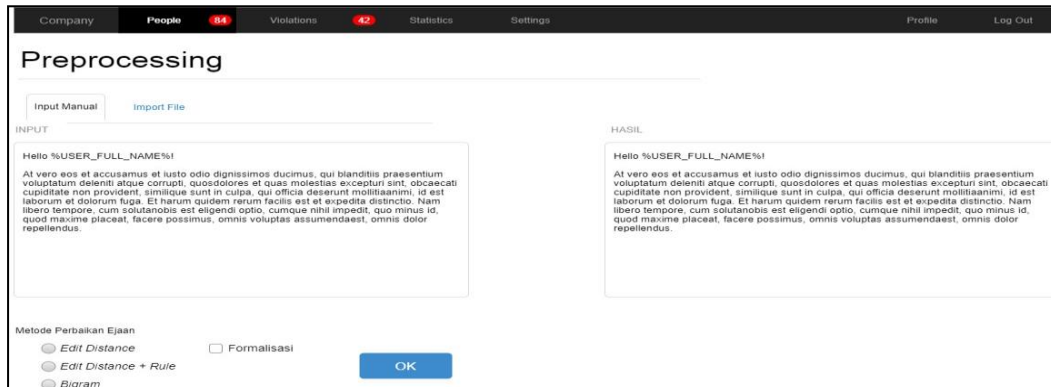 Company People 84 Violations 42 Statistics Settings Profile Log Out
Preprocessing
Input Manual Import File
INPUT
Hello %USER_FULL_NAME%!
At vero eos et accusamus et iusto odio dignissimos ducimus, qui blanditiis praesentium
voluptatum deleniti atque corrupti, quosdolores et quas molestias excepturi sint, obcaecati
cupiditate non provident, similique sunt in culpa, qui officia deserunt mollitiaanimi, id est
laborum et dolorum fuga. Et harum quidem rerum facilis est et expedita distinctio. Nam
libero tempore, cum solutanobis est eligendi optio, cumque nihil impedit, quo minus id,
quod maxime placeat, facere possimus, omnis voluptas assumendaest, omnis dolor
repellendus.
HASIL
Hello %USER_FULL_NAME%!
At vero eos et accusamus et iusto odio dignissimos ducimus, qui blanditiis praesentium
voluptatum deleniti atque corrupti, quosdolores et quas molestias excepturi sint, obcaecati
cupiditate non provident, similique sunt in culpa, qui officia deserunt mollitiaanimi, id est
laborum et dolorum fuga. Et harum quidem rerum facilis est et expedita distinctio. Nam
libero tempore, cum solutanobis est eligendi optio, cumque nihil impedit, quo minus id,
quod maxime placeat, facere possimus, omnis voluptas assumendaest, omnis dolor
repellendus.
Metode Perbaikan Ejaan
Edit Distance Formalisasi
Edit Distance + Rule OK
Bigram